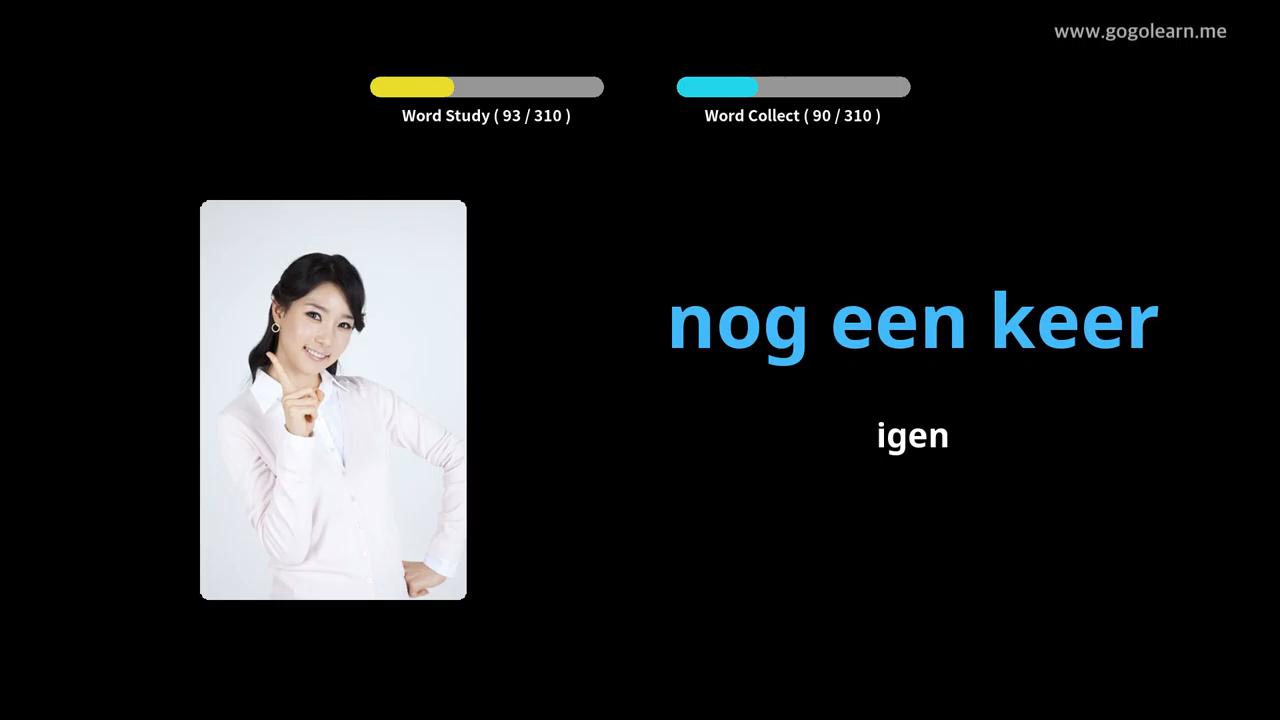 www.gogolearn.me
Word Study ( 93 / 310 )
Word Collect ( 90 / 310 )
nog een keer
igen